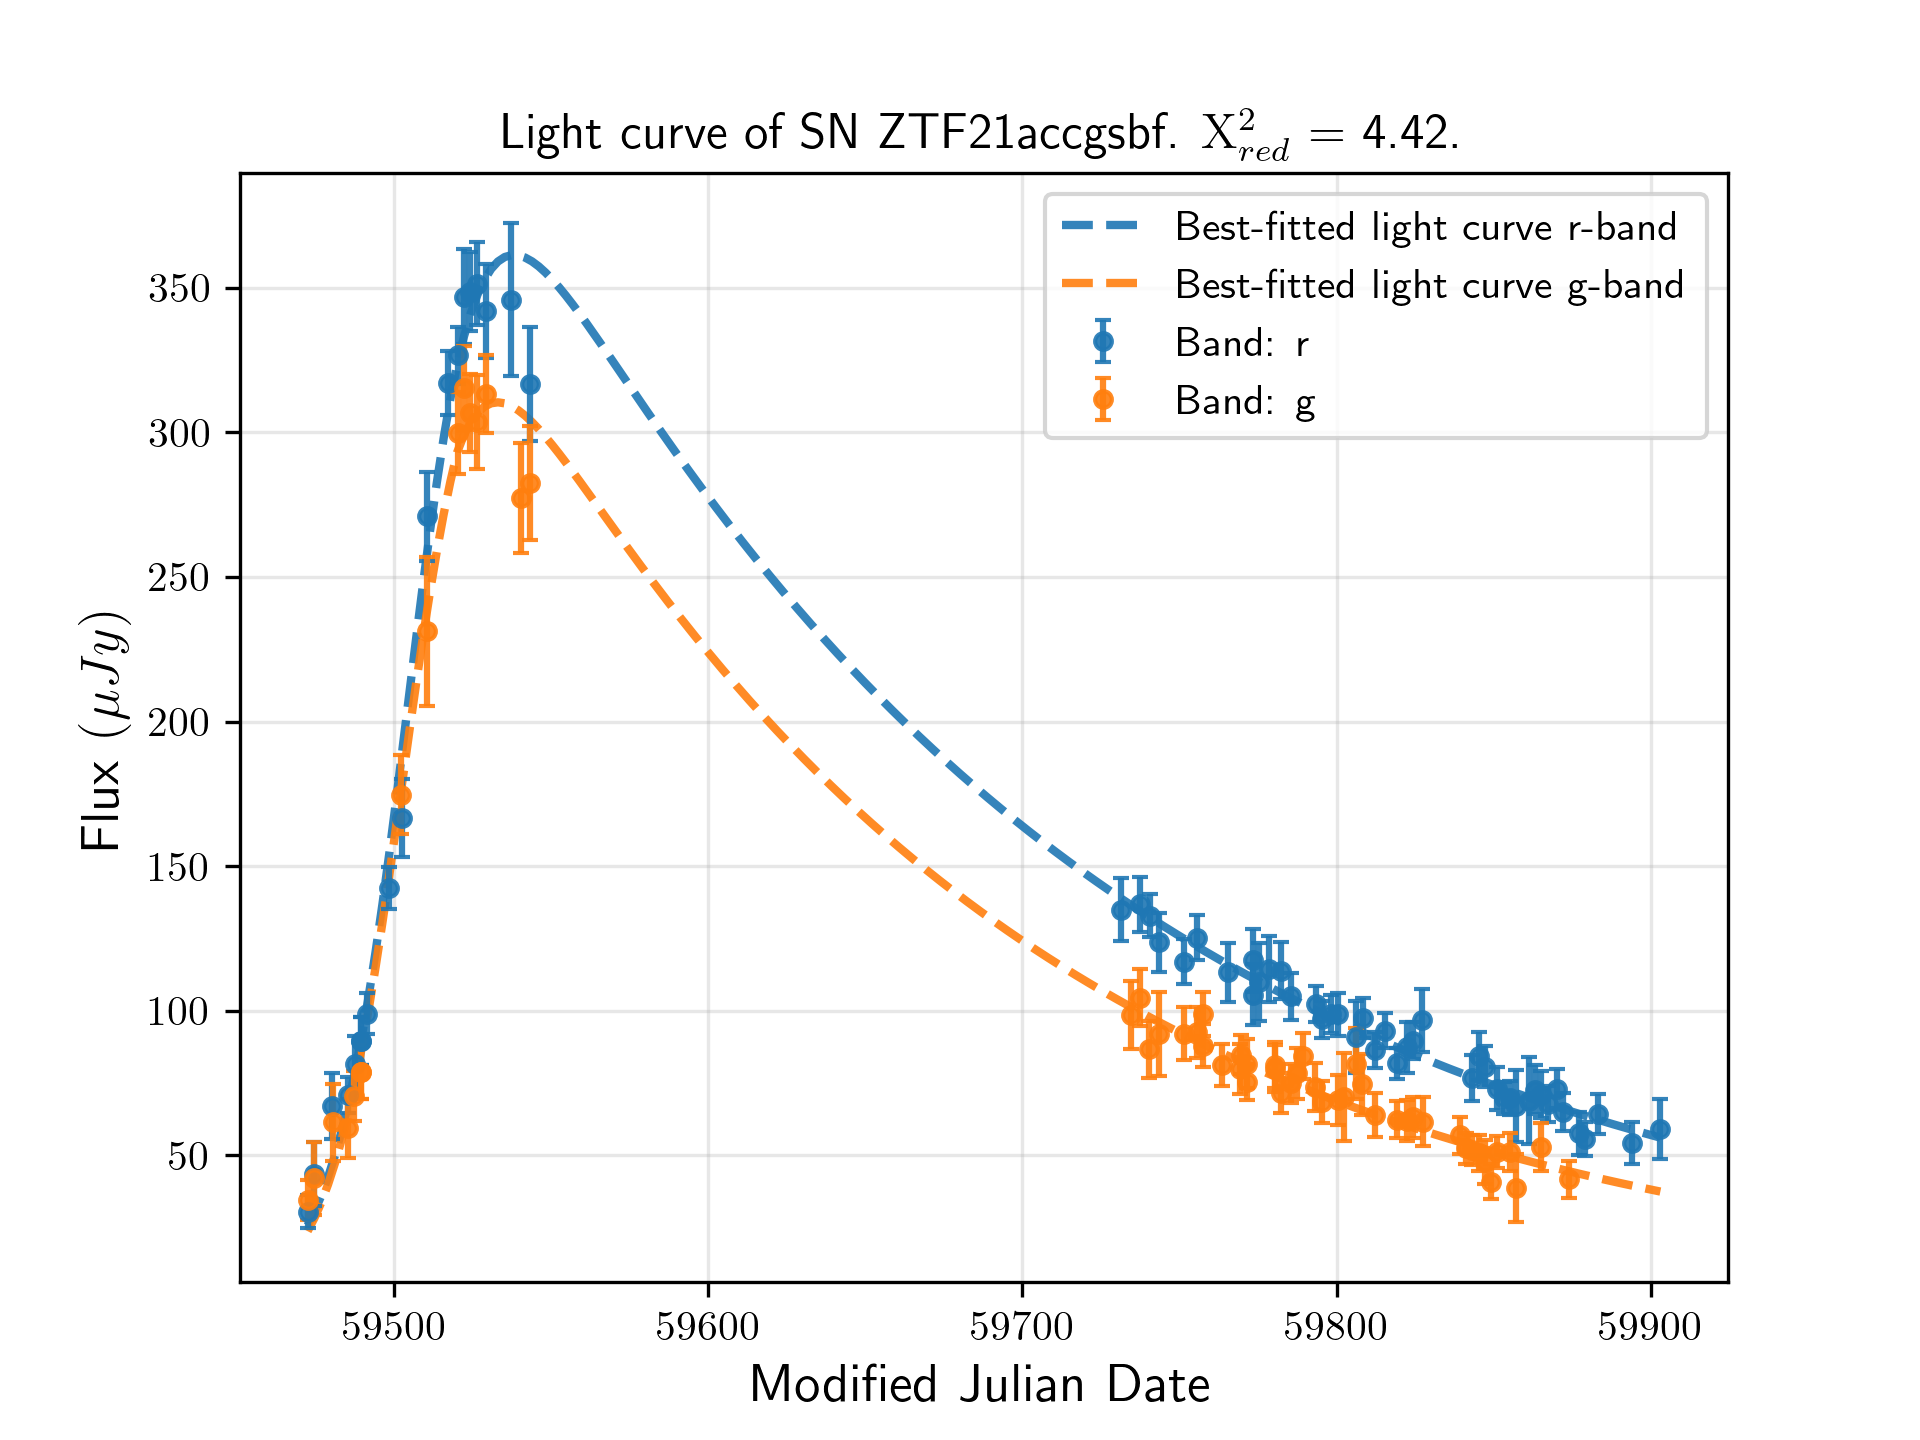 Light curve of SN ZTF21accgsbf. X²_red = 4.42.
Best-fitted light curve r-band
Best-fitted light curve g-band
Band: r
Band: g
Flux (μJy)
350
300
250
200
150
100
50
59500 59600 59700 59800 59900
Modified Julian Date